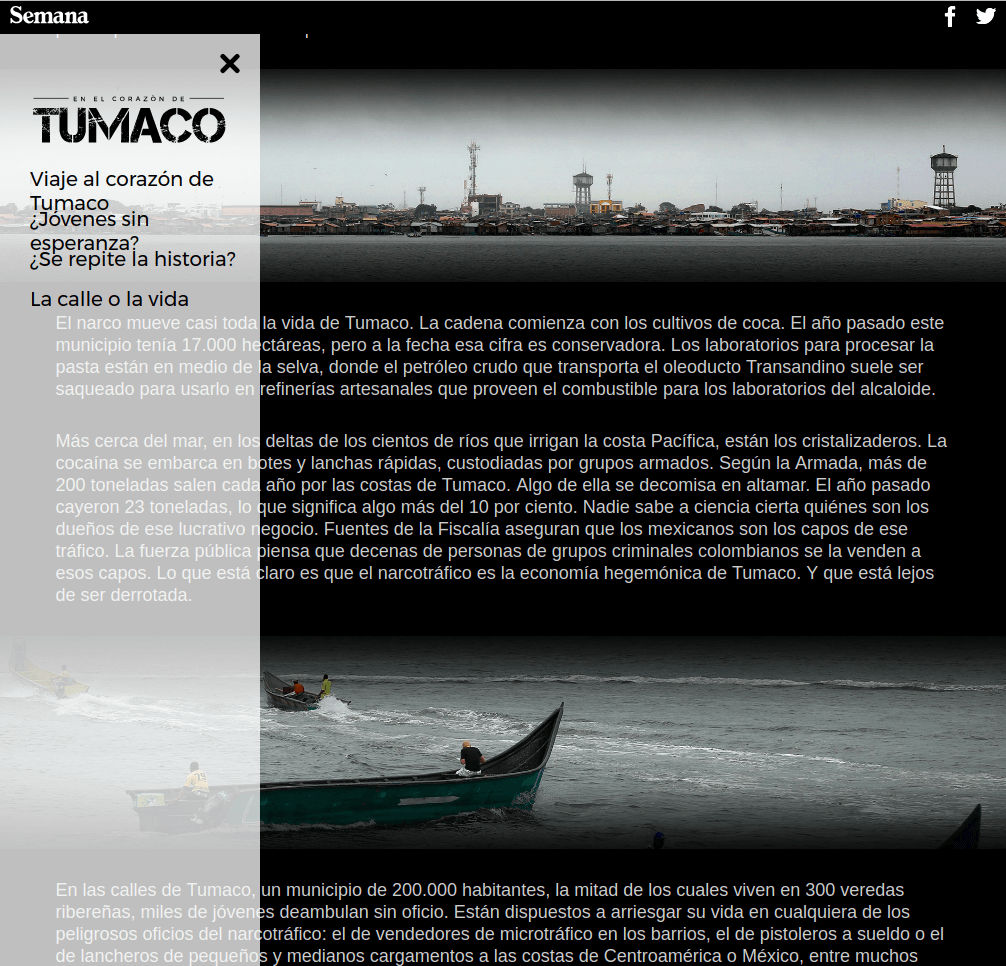 Semana
EN EL CORAZÓN DE
TUMACO
Viaje al corazón de
Tumaco
¿Jóvenes sin
esperanza?
¿Se repite la historia?
La calle o la vida
El narco mueve casi toda la vida de Tumaco. La cadena comienza con los cultivos de coca. El año pasado este
municipio tenía 17.000 hectáreas, pero a la fecha esa cifra es conservadora. Los laboratorios para procesar la
pasta están en medio de la selva, donde el petróleo crudo que transporta el oleoducto Transandino suele ser
saqueado para usarlo en refinerías artesanales que proveen el combustible para los laboratorios del alcaloide.
Más cerca del mar, en los deltas de los cientos de ríos que irrigan la costa Pacífica, están los cristalizaderos. La
cocaína se embarca en botes y lanchas rápidas, custodiadas por grupos armados. Según la Armada, más de
200 toneladas salen cada año por las costas de Tumaco. Algo de ella se decomisa en altamar. El año pasado
cayeron 23 toneladas, lo que significa algo más del 10 por ciento. Nadie sabe a ciencia cierta quiénes son los
dueños de ese lucrativo negocio. Fuentes de la Fiscalía aseguran que los mexicanos son los capos de ese
tráfico. La fuerza pública piensa que decenas de personas de grupos criminales colombianos se la venden a
esos capos. Lo que está claro es que el narcotráfico es la economía hegemónica de Tumaco. Y que está lejos
de ser derrotada.
En las calles de Tumaco, un municipio de 200.000 habitantes, la mitad de los cuales viven en 300 veredas
ribereñas, miles de jóvenes deambulan sin oficio. Están dispuestos a arriesgar su vida en cualquiera de los
peligrosos oficios del narcotráfico: el de vendedores de microtráfico en los barrios, el de pistoleros a sueldo o el
de lancheros de pequeños y medianos cargamentos a las costas de Centroamérica o México, entre muchos